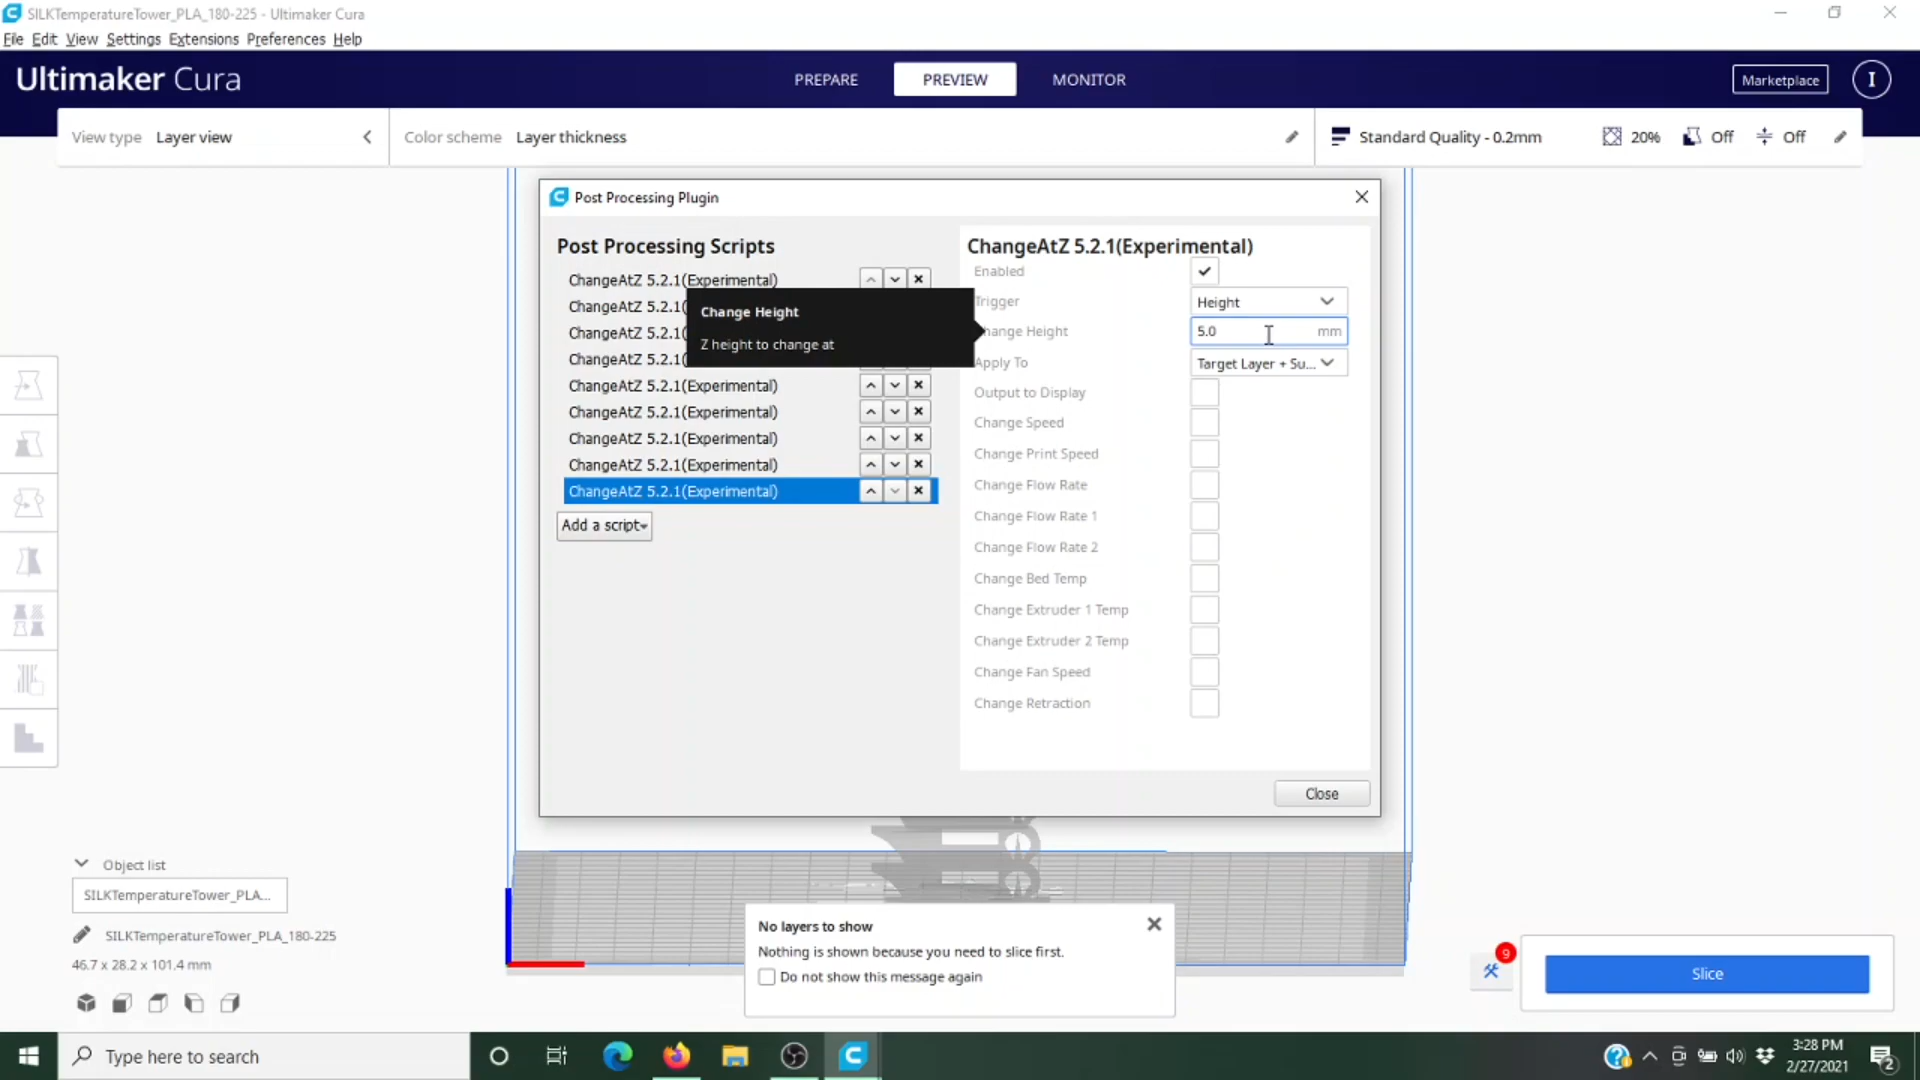 SILKTemperatureTower_PLA_180-225 - Ultimaker Cura
File Edit View Settings Extensions Preferences Help
Ultimaker Cura
PREPARE
PREVIEW
MONITOR
Marketplace
I
View type Layer view
Color scheme Layer thickness
Standard Quality - 0.2mm
20%
Off
Off
Post Processing Plugin
Post Processing Scripts
ChangeAtZ 5.2.1(Experimental)
ChangeAtZ 5.2.1(E
ChangeAtZ 5.2.1(E
ChangeAtZ 5.2.1(E
ChangeAtZ 5.2.1(Experimental)
ChangeAtZ 5.2.1(Experimental)
ChangeAtZ 5.2.1(Experimental)
ChangeAtZ 5.2.1(Experimental)
ChangeAtZ 5.2.1(Experimental)
Add a script
Change Height
Z height to change at
ChangeAtZ 5.2.1(Experimental)
Enabled
Trigger
Height
hange Height
5.0 mm
Apply To
Target Layer + Su...
Output to Display
Change Speed
Change Print Speed
Change Flow Rate
Change Flow Rate 1
Change Flow Rate 2
Change Bed Temp
Change Extruder 1 Temp
Change Extruder 2 Temp
Change Fan Speed
Change Retraction
Close
Object list
SILKTemperatureTower_PLA...
SILKTemperatureTower_PLA_180-225
46.7 x 28.2 x 101.4 mm
No layers to show
Nothing is shown because you need to slice first.
Do not show this message again
9
Slice
Type here to search
3:28 PM
2/27/2021
2